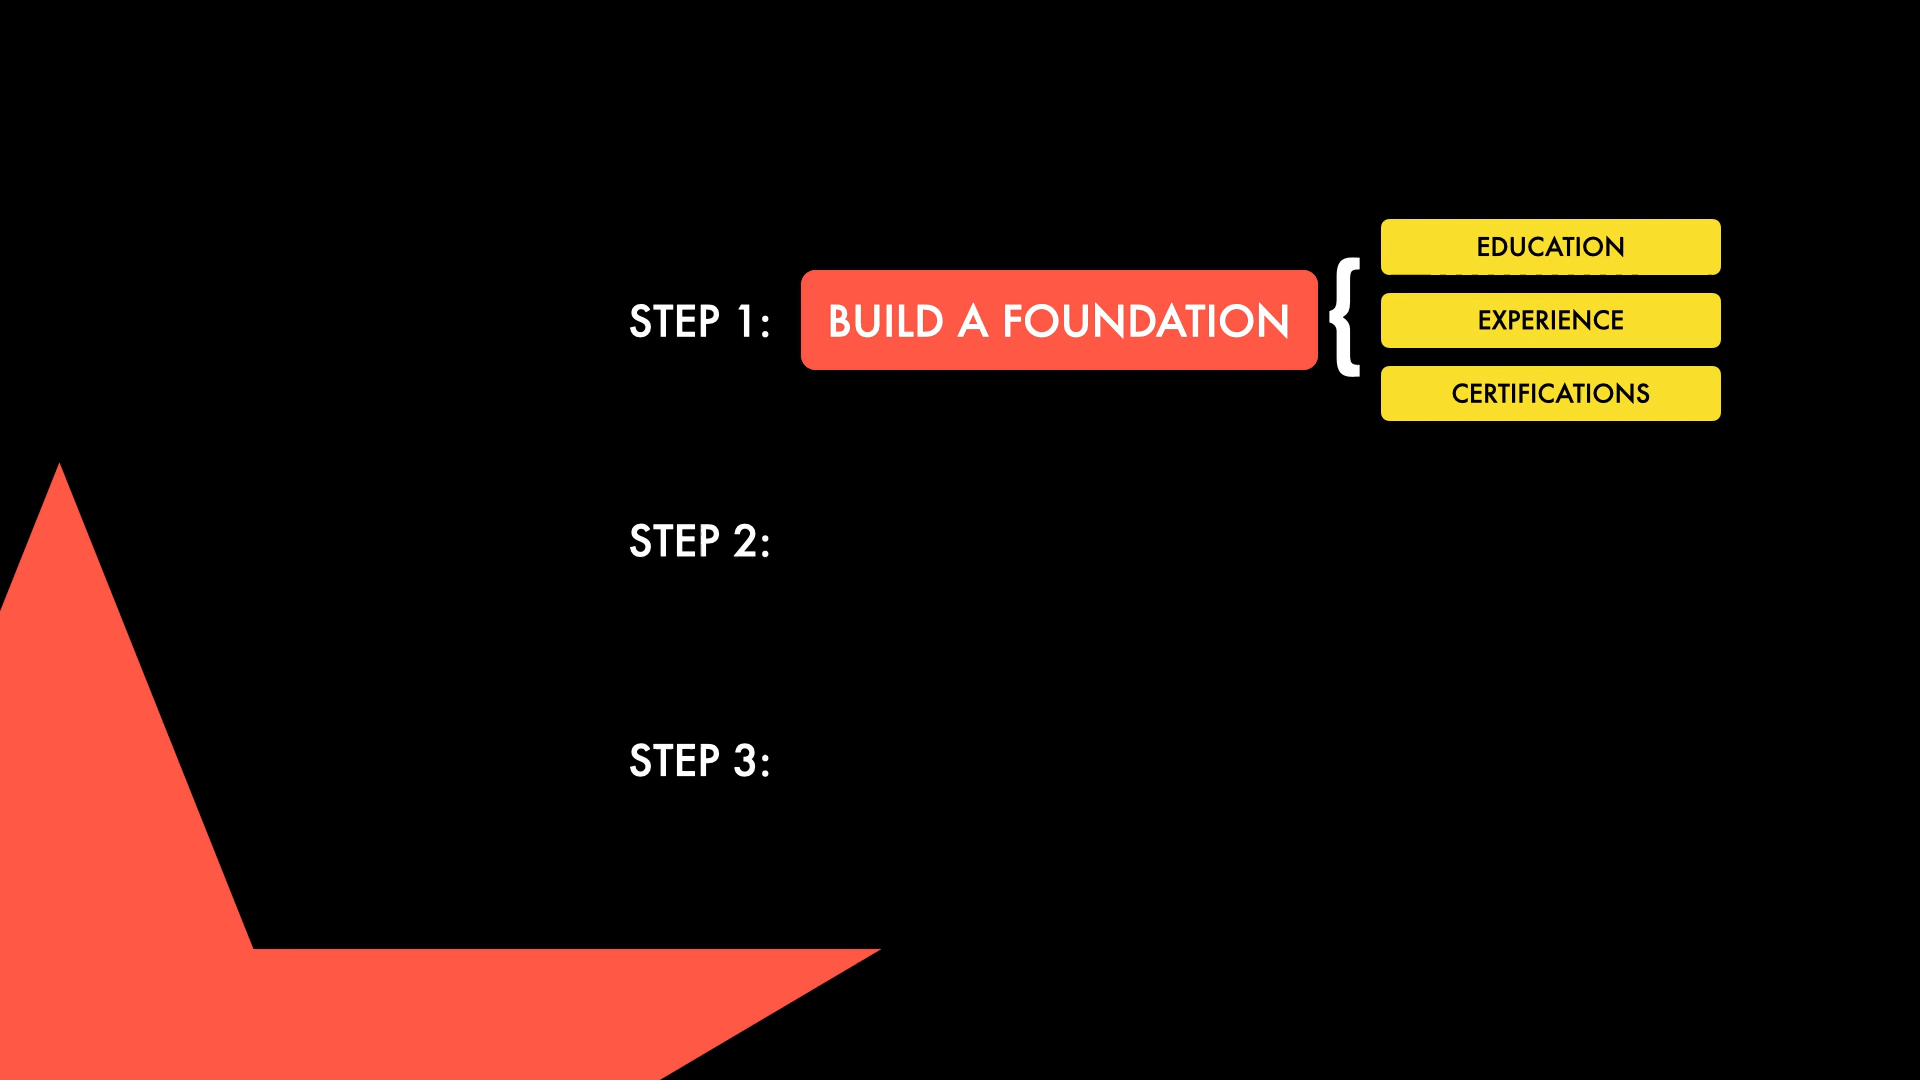 STEP 1: BUILD A FOUNDATION {
EDUCATION
EXPERIENCE
CERTIFICATIONS
STEP 2:
STEP 3: